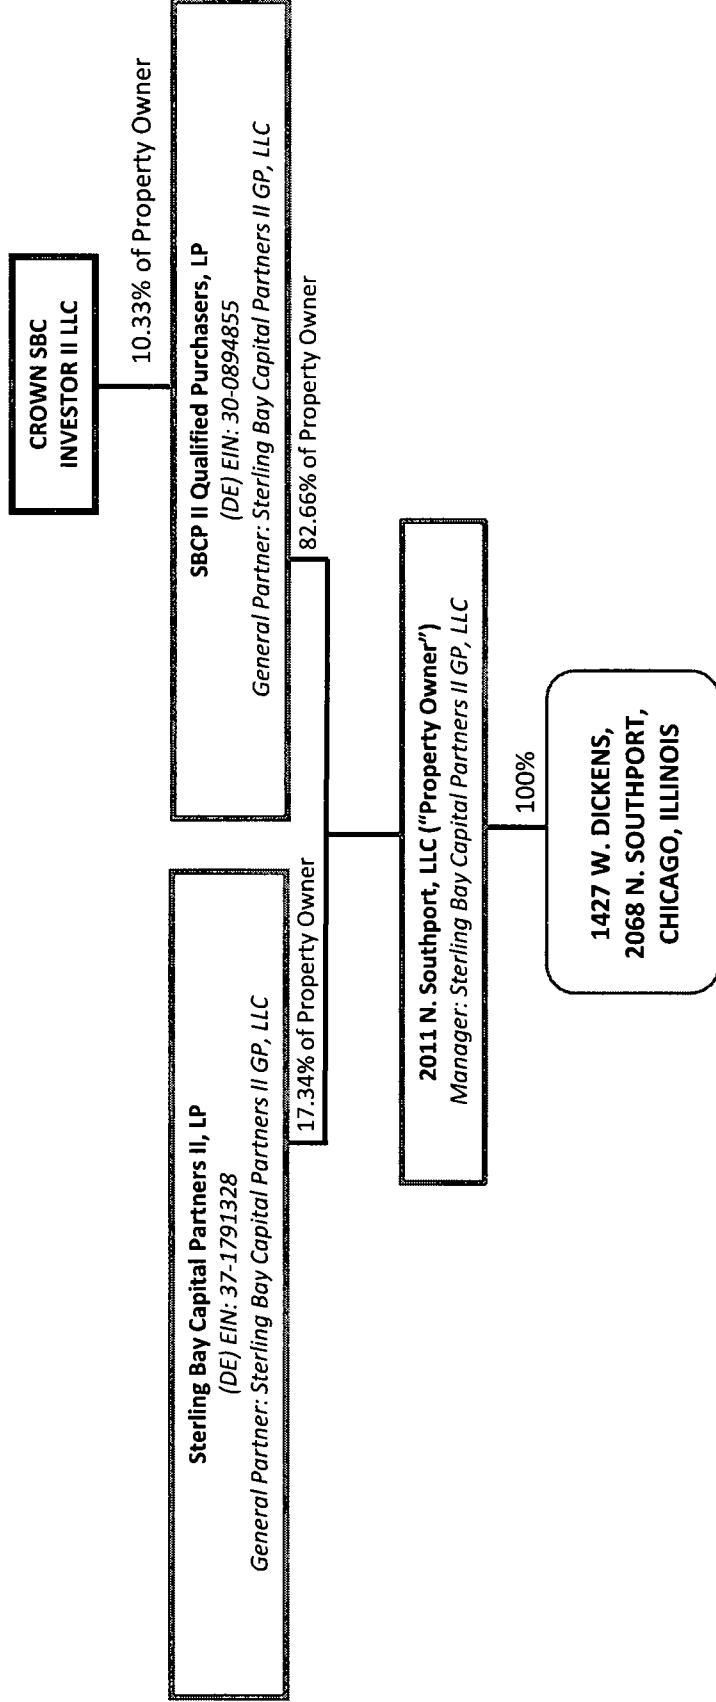 CROWN SBC
INVESTOR II LLC
10.33% of Property Owner
Sterling Bay Capital Partners II, LP
(DE) EIN: 37-1791328
General Partner: Sterling Bay Capital Partners II GP, LLC
SBCP II Qualified Purchasers, LP
(DE) EIN: 30-0894855
General Partner: Sterling Bay Capital Partners II GP, LLC
17.34% of Property Owner
82.66% of Property Owner
2011 N. Southport, LLC (“Property Owner”)
Manager: Sterling Bay Capital Partners II GP, LLC
100%
1427 W. DICKENS,
2068 N. SOUTHPORT,
CHICAGO, ILLINOIS